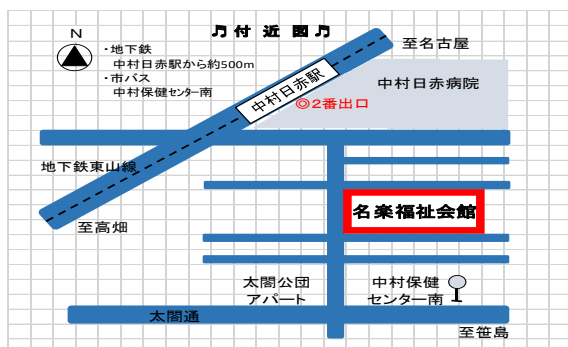 付近図
N
・地下鉄
中村日赤駅から約500m
・市バス
中村保健センター南
至名古屋
中村日赤駅
中村日赤病院
◎2番出口
地下鉄東山線
名楽福祉会館
至高畑
太閤公団
アパート
中村保健
センター南
太閤通
至笹島